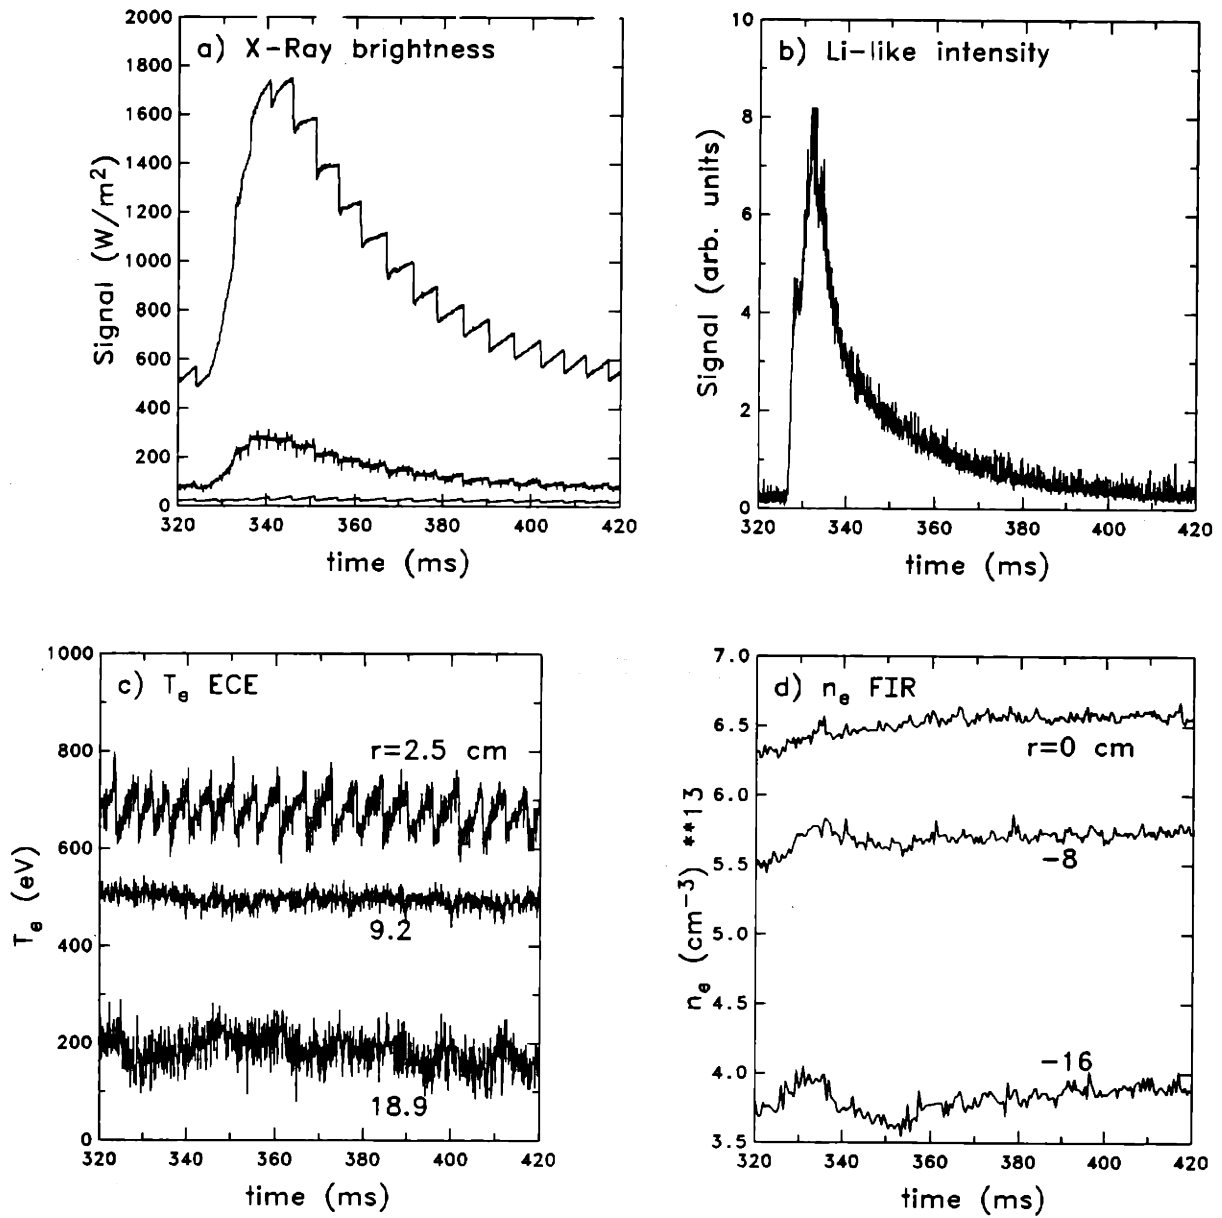 a) X-Ray brightness
Signal (W/m²)
1800
1600
1400
1200
1000
800
600
400
200
0
320 340 360 380 400 420
time (ms)
b) Li-like intensity
Signal (arb. units)
10
8
6
4
2
0
320 340 360 380 400 420
time (ms)
c) Tₑ ECE
Tₑ (eV)
1000
800
600
400
200
0
r=2.5 cm
9.2
18.9
320 340 360 380 400 420
time (ms)
d) nₑ FIR
nₑ (cm⁻³) **13
7.0
6.5
6.0
5.5
5.0
4.5
4.0
3.5
r=0 cm
-8
-16
320 340 360 380 400 420
time (ms)